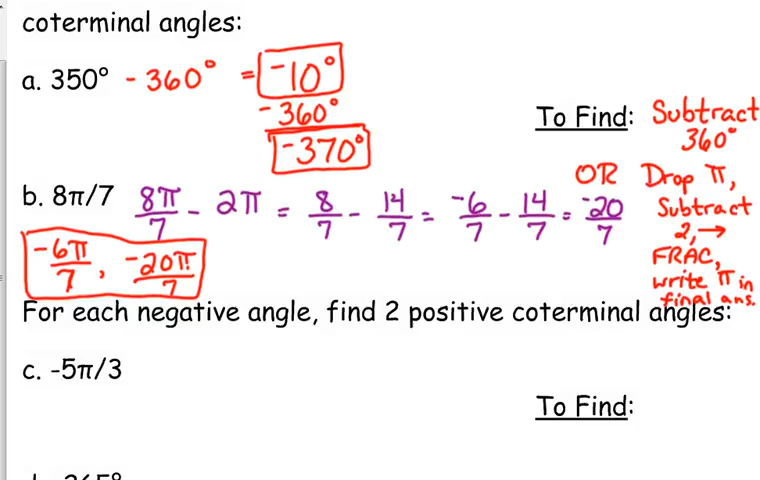 coterminal angles:
a. 350° - 360° = -10°
- 360°
-370°
To Find: Subtract 360°
OR Drop π, Subtract 2, → FRAC, write π in final ans.
b. 8π/7 8π/7 - 2π = 8/7 - 14/7 = -6/7 - 14/7 = -20/7
-6π/7, -20π/7
For each negative angle, find 2 positive coterminal angles:
c. -5π/3
To Find: